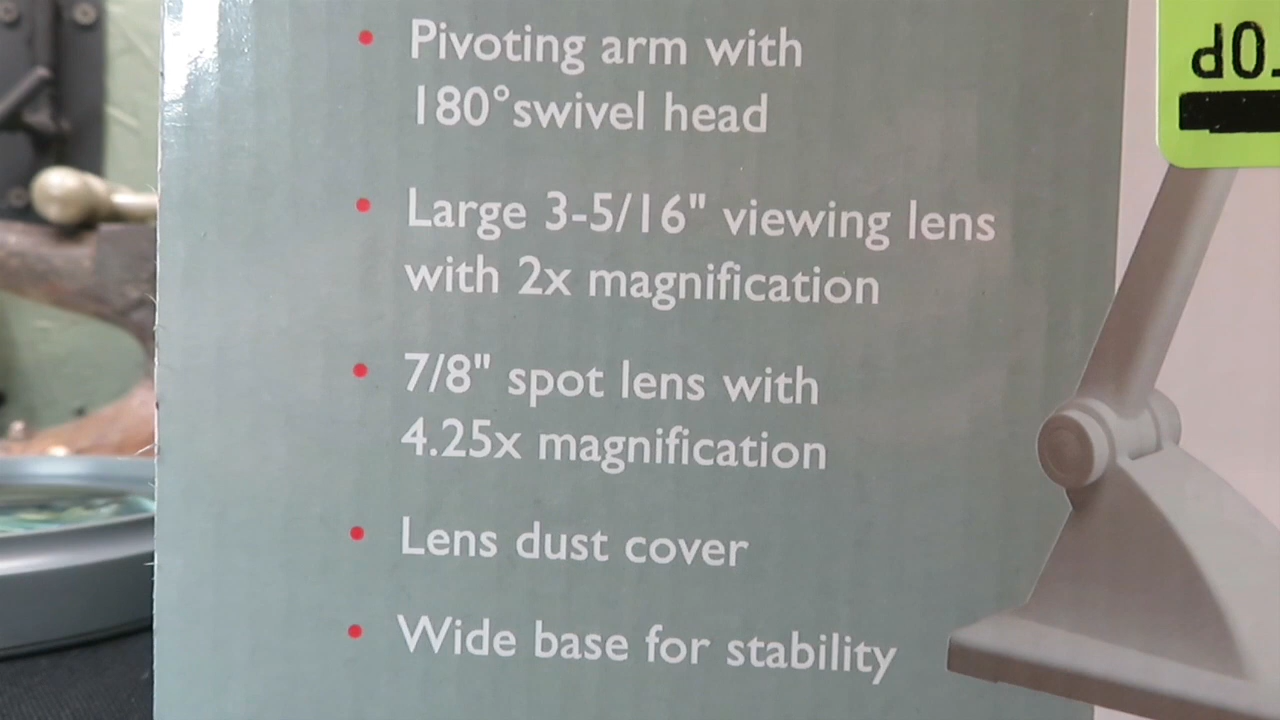 Pivoting arm with
180°swivel head
Large 3-5/16" viewing lens
with 2x magnification
7/8" spot lens with
4.25x magnification
Lens dust cover
Wide base for stability